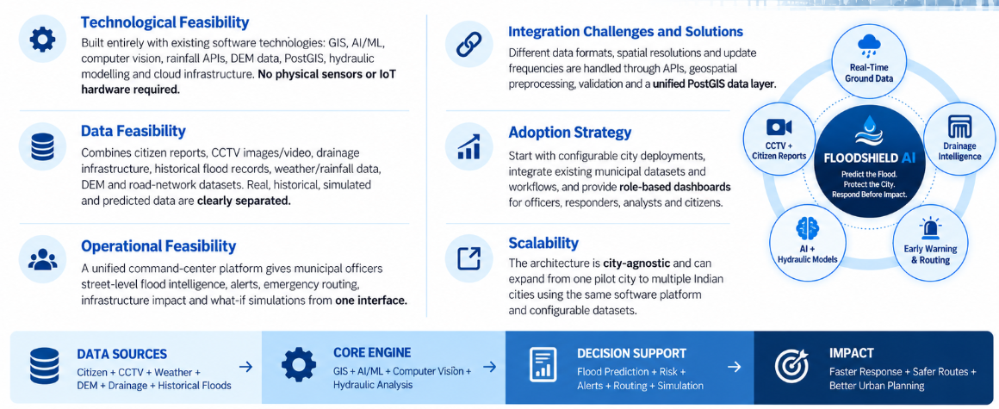 Technological Feasibility
Built entirely with existing software technologies: GIS, AI/ML,
computer vision, rainfall APIs, DEM data, PostGIS, hydraulic
modelling and cloud infrastructure. No physical sensors or IoT
hardware required.
Data Feasibility
Combines citizen reports, CCTV images/video, drainage
infrastructure, historical flood records, weather/rainfall data,
DEM and road-network datasets. Real, historical, simulated
and predicted data are clearly separated.
Operational Feasibility
A unified command-center platform gives municipal officers
street-level flood intelligence, alerts, emergency routing,
infrastructure impact and what-if simulations from one interface.
Integration Challenges and Solutions
Different data formats, spatial resolutions and update
frequencies are handled through APIs, geospatial
preprocessing, validation and a unified PostGIS data layer.
Adoption Strategy
Start with configurable city deployments,
integrate existing municipal datasets and
workflows, and provide role-based dashboards
for officers, responders, analysts and citizens.
Scalability
The architecture is city-agnostic and can
expand from one pilot city to multiple Indian
cities using the same software platform
and configurable datasets.
Real-Time
Ground Data
CCTV +
Citizen Reports
Drainage
Intelligence
FLOODSHIELD AI
Predict the Flood.
Protect the City.
Respond Before Impact.
AI +
Hydraulic Models
Early Warning
& Routing
DATA SOURCES
Citizen + CCTV + Weather +
DEM + Drainage + Historical Floods
CORE ENGINE
GIS + AI/ML + Computer Vision +
Hydraulic Analysis
DECISION SUPPORT
Flood Prediction + Risk +
Alerts + Routing + Simulation
IMPACT
Faster Response + Safer Routes +
Better Urban Planning